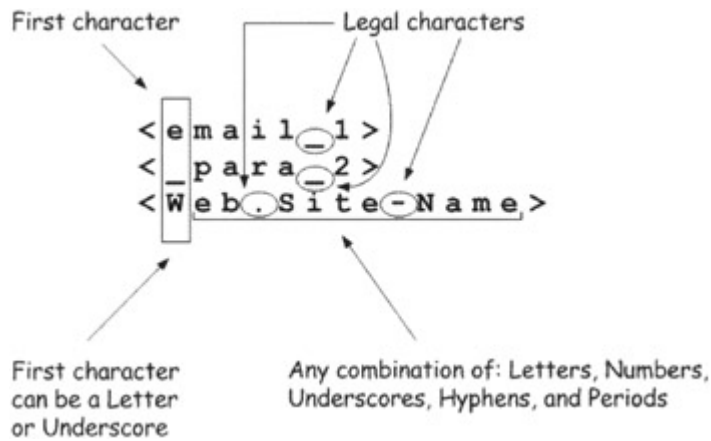 First character Legal characters
<email_1>
<_para_2>
<Web.Site-Name>
First character Any combination of: Letters, Numbers,
can be a Letter Underscores, Hyphens, and Periods
or Underscore